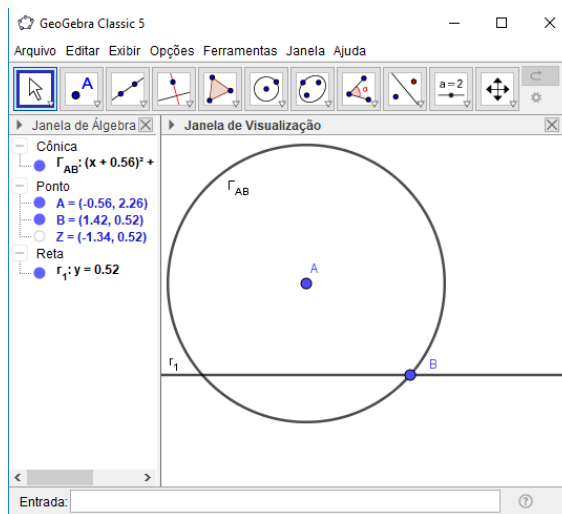 GeoGebra Classic 5
Arquivo Editar Exibir Opções Ferramentas Janela Ajuda
A
α
a=2
Janela de Álgebra
Janela de Visualização
Cônica
Γ_AB: (x + 0.56)² +
Ponto
A = (-0.56, 2.26)
B = (1.42, 0.52)
Z = (-1.34, 0.52)
Reta
r₁: y = 0.52
Γ_AB
A
r₁
B
Entrada: